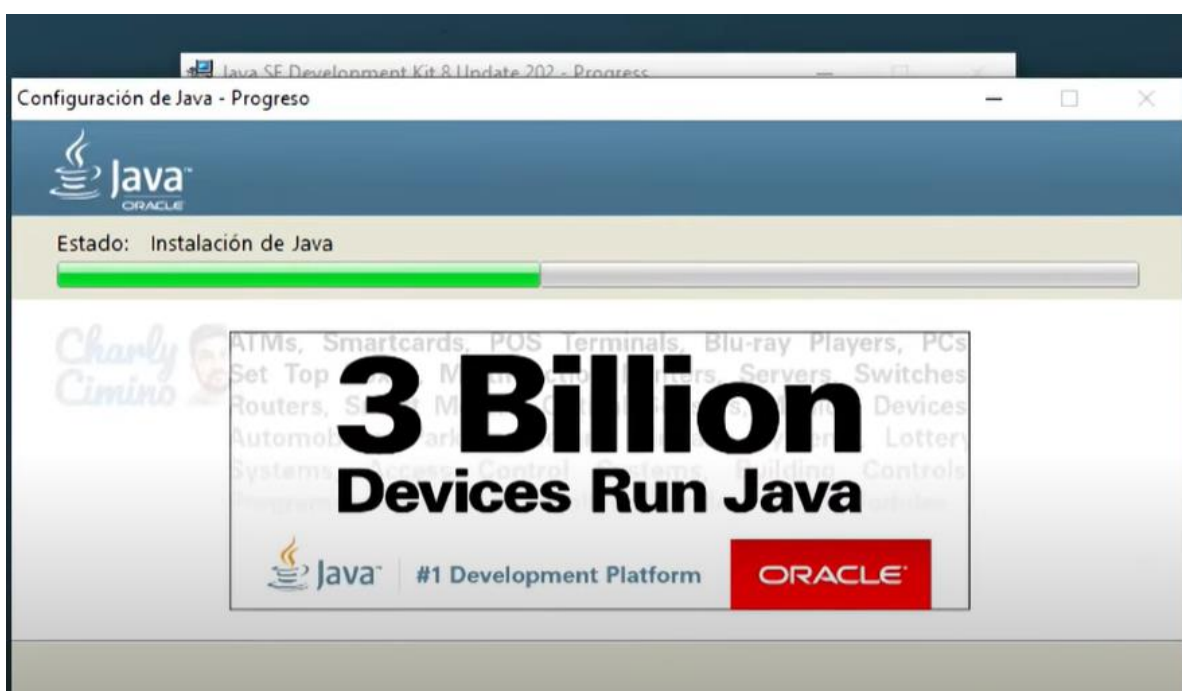 Java SE Development Kit 8 Update 202 - Progress
Configuración de Java - Progreso
Java™
ORACLE
Estado: Instalación de Java
Charly
Cimino
ATMs, Smartcards, POS Terminals, Blu-ray Players, PCs
Set Top Servers, Switches
Routers, Devices
Lottery
Systems, Access Control Systems, Building Controls
3 Billion
Devices Run Java
Java™
#1 Development Platform
ORACLE